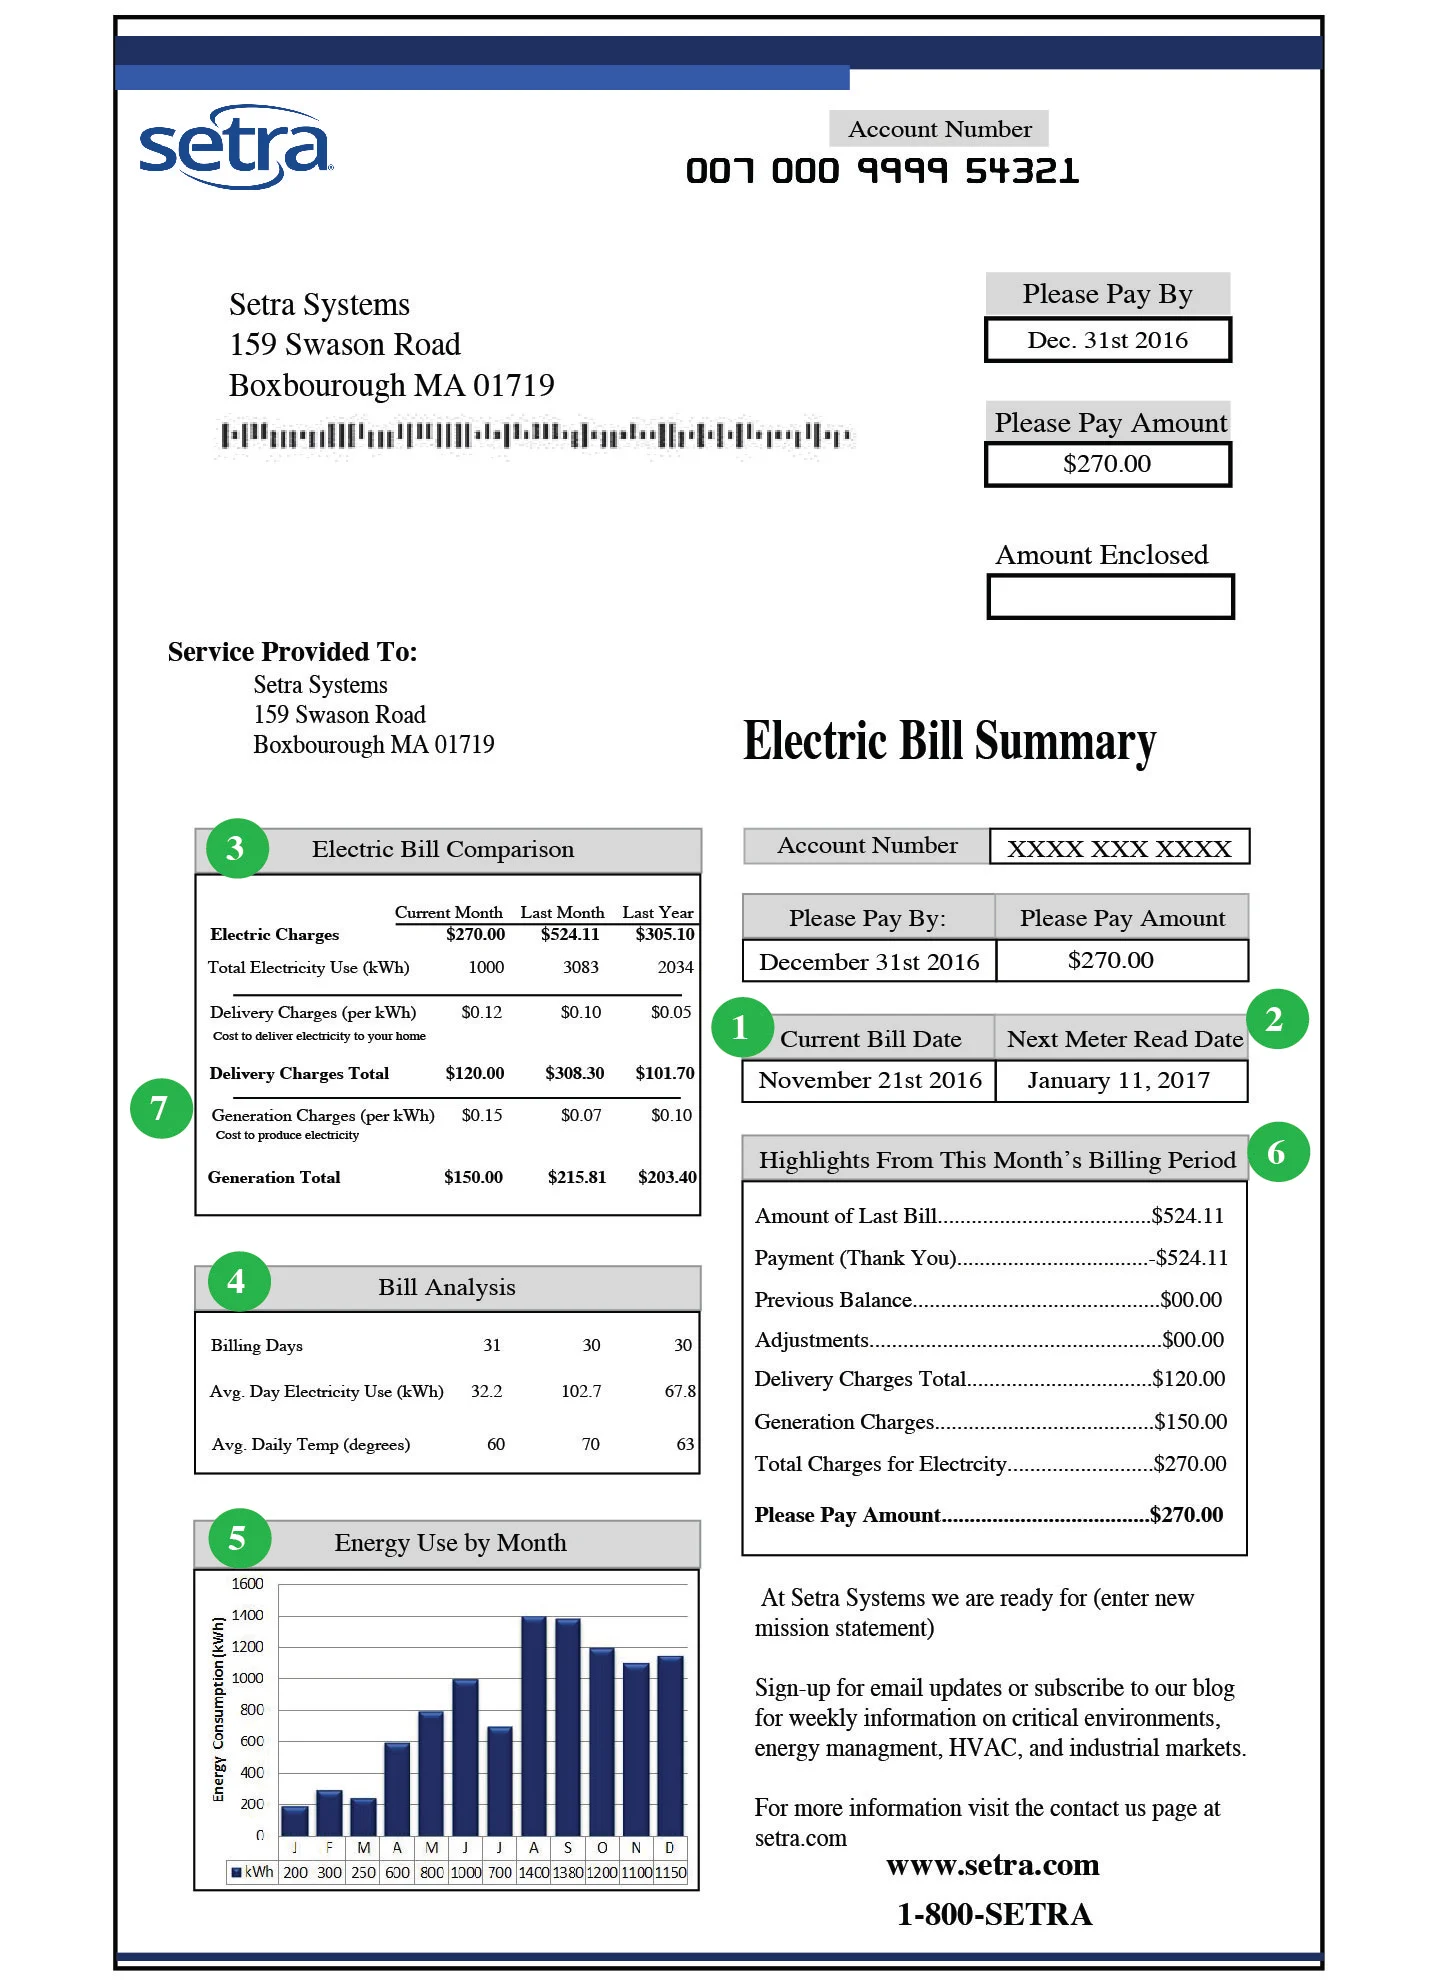 setra
Account Number
007 000 9999 54321
Setra Systems
159 Swason Road
Boxbourough MA 01719
Please Pay By
Dec. 31st 2016
Please Pay Amount
$270.00
Amount Enclosed
Service Provided To:
Setra Systems
159 Swason Road
Boxbourough MA 01719
Electric Bill Summary
3 Electric Bill Comparison
Current Month Last Month Last Year
Electric Charges $270.00 $524.11 $305.10
Total Electricity Use (kWh) 1000 3083 2034
Delivery Charges (per kWh) $0.12 $0.10 $0.05
Cost to deliver electricity to your home
Delivery Charges Total $120.00 $308.30 $101.70
7
Generation Charges (per kWh) $0.15 $0.07 $0.10
Cost to produce electricity
Generation Total $150.00 $215.81 $203.40
4 Bill Analysis
Billing Days 31 30 30
Avg. Day Electricity Use (kWh) 32.2 102.7 67.8
Avg. Daily Temp (degrees) 60 70 63
5 Energy Use by Month
Energy Consumption (kWh)
1600
1400
1200
1000
800
600
400
200
0
J F M A M J J A S O N D
kWh 200 300 250 600 800 1000 700 1400 1380 1200 1100 1150
Account Number XXXX XXX XXXX
Please Pay By: Please Pay Amount
December 31st 2016 $270.00
1 Current Bill Date Next Meter Read Date 2
November 21st 2016 January 11, 2017
Highlights From This Month's Billing Period 6
Amount of Last Bill......................................$524.11
Payment (Thank You)..................................-$524.11
Previous Balance............................................$00.00
Adjustments....................................................$00.00
Delivery Charges Total.................................$120.00
Generation Charges.......................................$150.00
Total Charges for Electrcity..........................$270.00
Please Pay Amount.....................................$270.00
At Setra Systems we are ready for (enter new
mission statement)
Sign-up for email updates or subscribe to our blog
for weekly information on critical environments,
energy managment, HVAC, and industrial markets.
For more information visit the contact us page at
setra.com
www.setra.com
1-800-SETRA